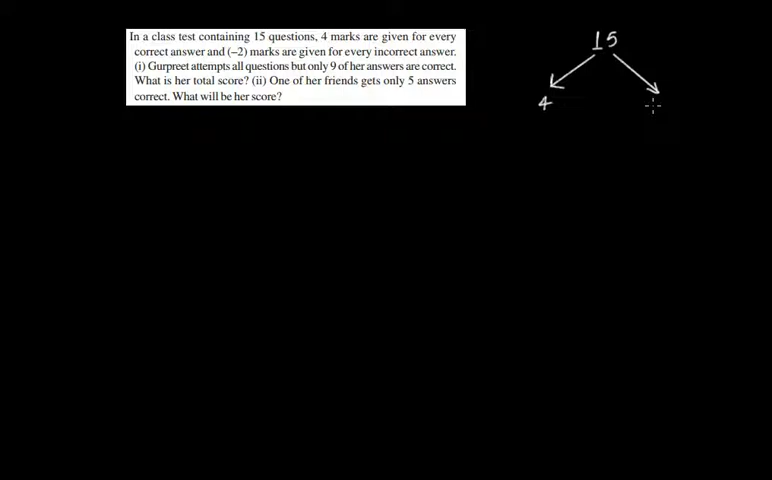 In a class test containing 15 questions, 4 marks are given for every
correct answer and (–2) marks are given for every incorrect answer.
(i) Gurpreet attempts all questions but only 9 of her answers are correct.
What is her total score? (ii) One of her friends gets only 5 answers
correct. What will be her score?
15
4